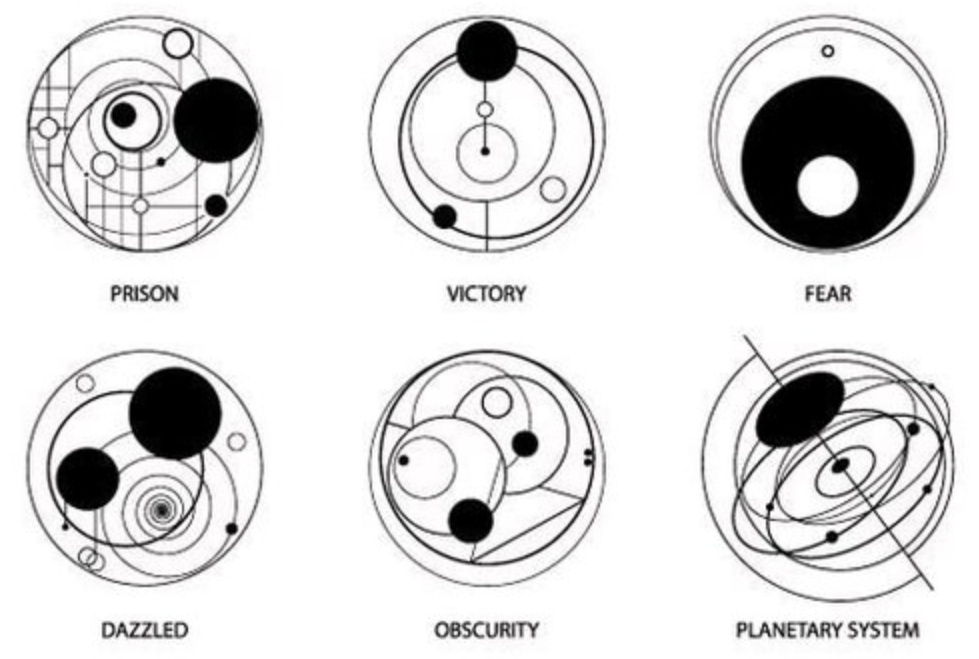 PRISON
VICTORY
FEAR
DAZZLED
OBSCURITY
PLANETARY SYSTEM